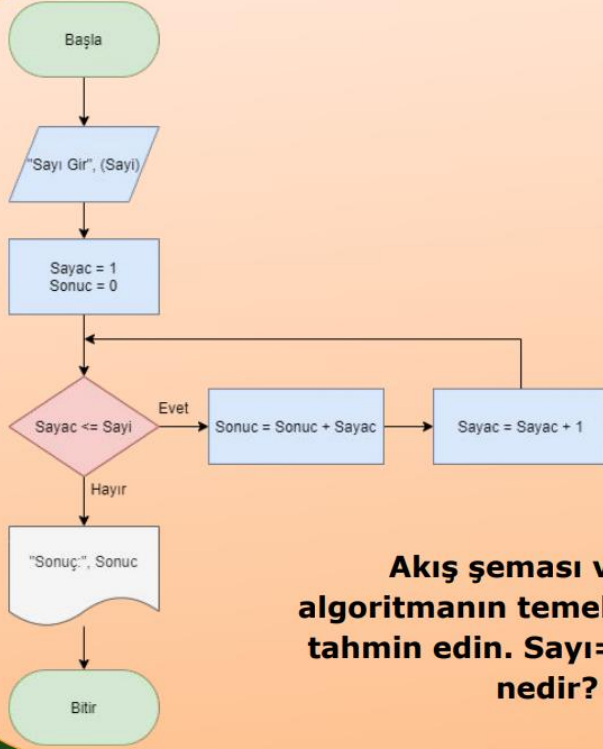 Başla
"Sayı Gir", (Sayi)
Sayac = 1
Sonuc = 0
Sayac <= Sayi
Evet
Sonuc = Sonuc + Sayac
Sayac = Sayac + 1
Hayır
"Sonuç:", Sonuc
Bitir
Akış şeması
algoritmanın
tahmin edin. Sayı=
nedir?